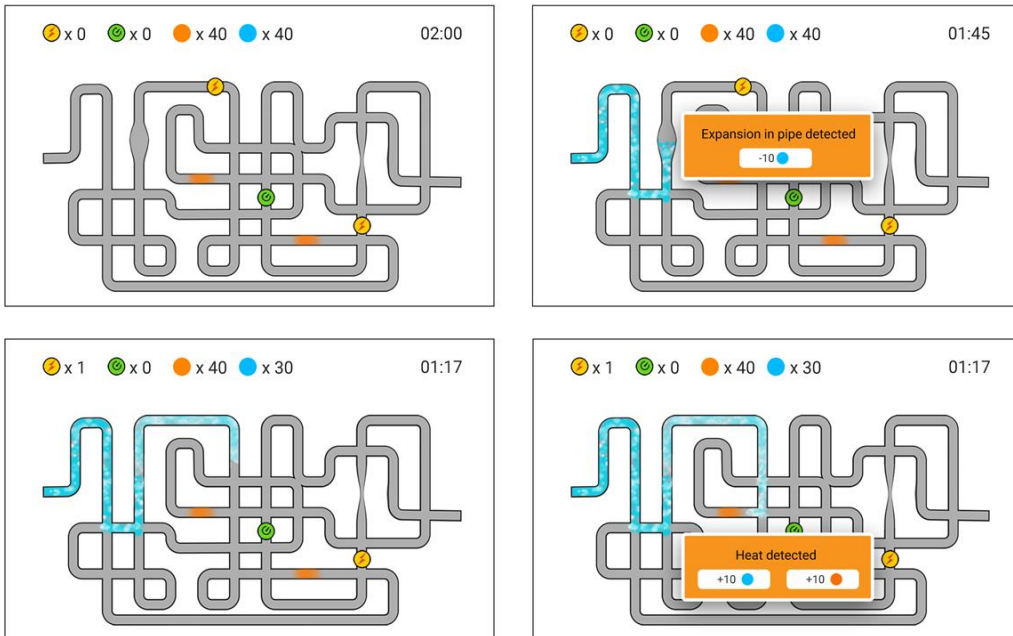 x 0 x 0 x 40 x 40 02:00
x 0 x 0 x 40 x 40 01:45
Expansion in pipe detected
-10
x 1 x 0 x 40 x 30 01:17
x 1 x 0 x 40 x 30 01:17
Heat detected
+10 +10